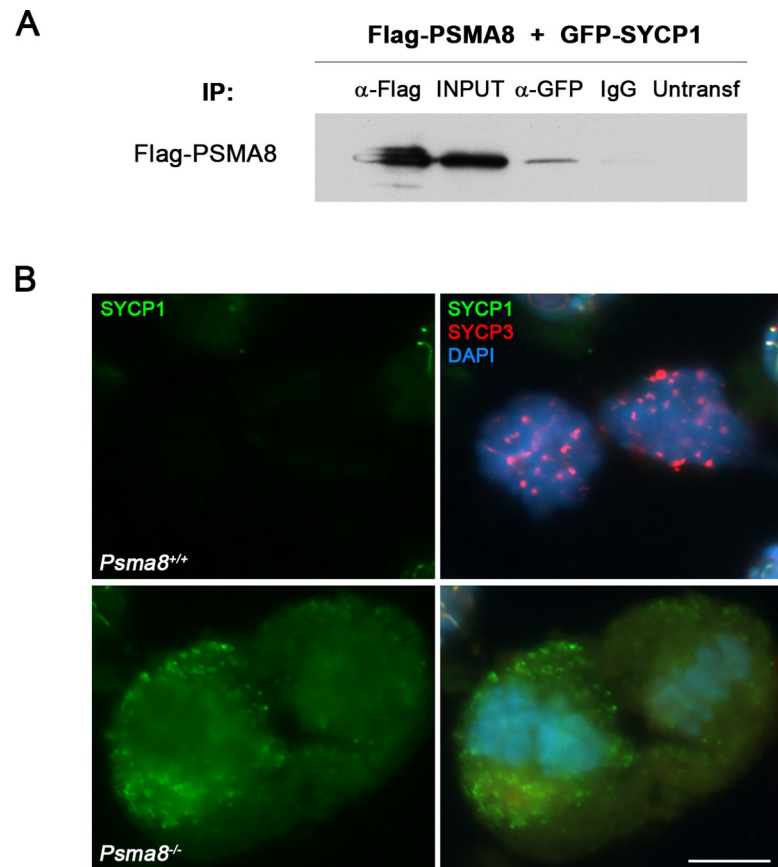 A
Flag-PSMA8 + GFP-SYCP1
IP:
α-Flag INPUT α-GFP IgG Untransf
Flag-PSMA8
B
SYCP1
SYCP1
SYCP3
DAPI
Psma8+/+
Psma8-/-